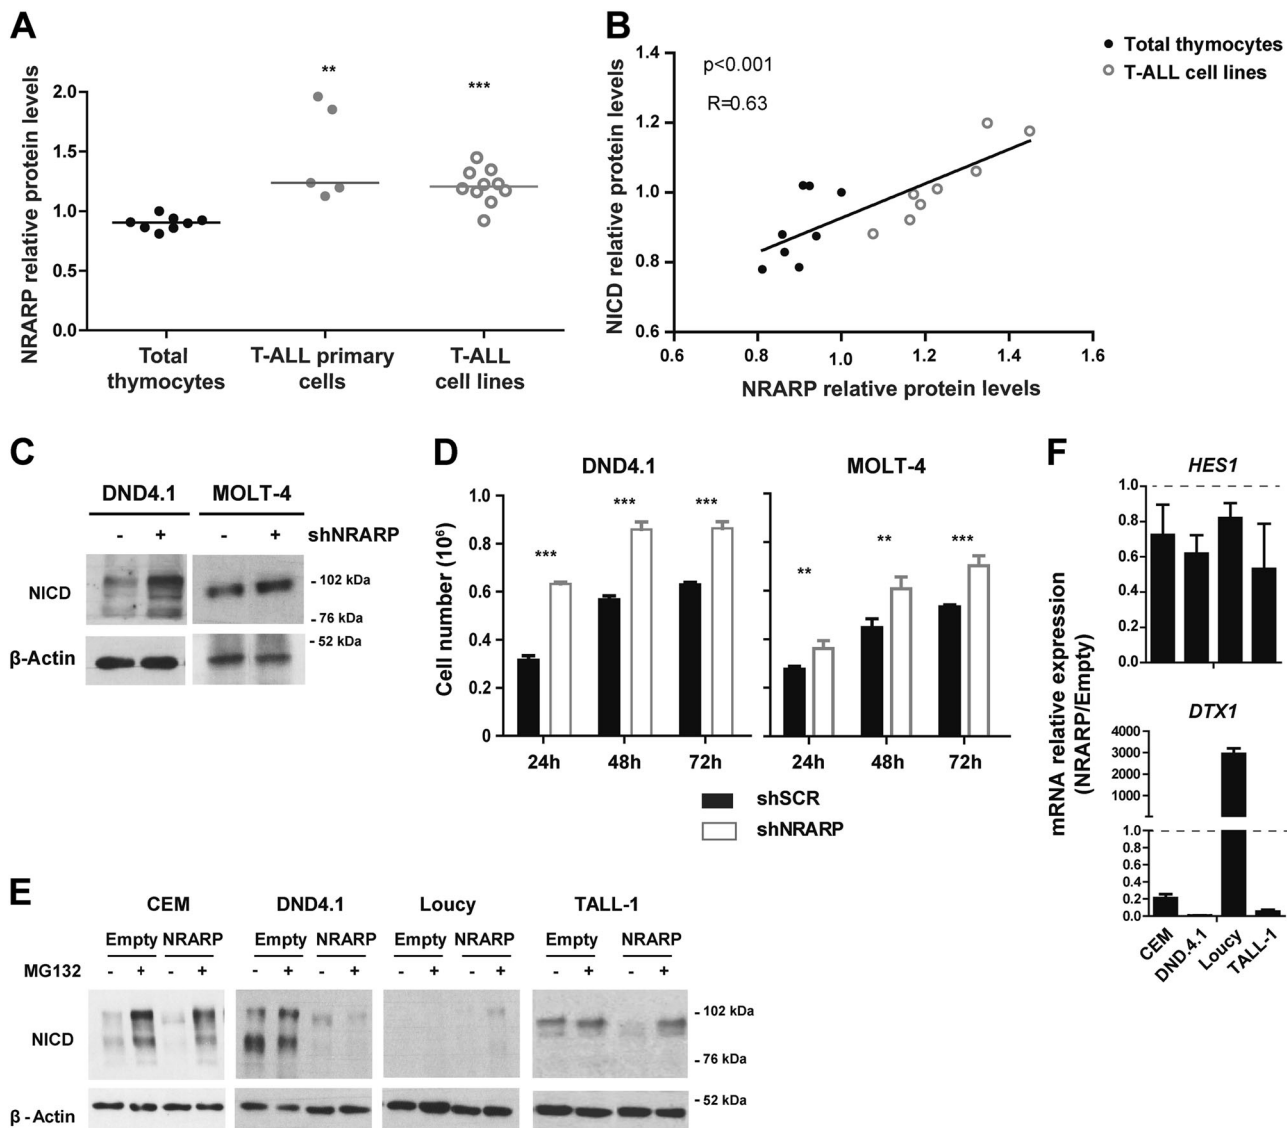 A
NRARP relative protein levels
2.0
1.5
1.0
0.5
0.0
**
***
Total
thymocytes
T-ALL primary
cells
T-ALL
cell lines
B
NICD relative protein levels
1.4
1.2
1.0
0.8
0.6
p<0.001
R=0.63
0.6
0.8
1.0
1.2
1.4
1.6
NRARP relative protein levels
Total thymocytes
T-ALL cell lines
C
DND4.1
MOLT-4
- + - + shNRARP
NICD
- 102 kDa
- 76 kDa
- 52 kDa
β-Actin
D
DND4.1
MOLT-4
Cell number (10⁶)
1.0
0.8
0.6
0.4
0.2
0
***
***
***
**
**
***
24h
48h
72h
24h
48h
72h
shSCR
shNRARP
E
CEM
DND4.1
Loucy
TALL-1
Empty NRARP
Empty NRARP
Empty NRARP
Empty NRARP
MG132 - + - + - + - + - + - + - + - +
NICD
- 102 kDa
- 76 kDa
- 52 kDa
β - Actin
F
mRNA relative expression
(NRARP/Empty)
HES1
1.0
0.8
0.6
0.4
0.2
0.0
DTX1
4000
3000
2000
1000
1.0
0.8
0.6
0.4
0.2
0.0
CEM
DND.4.1
Loucy
TALL-1